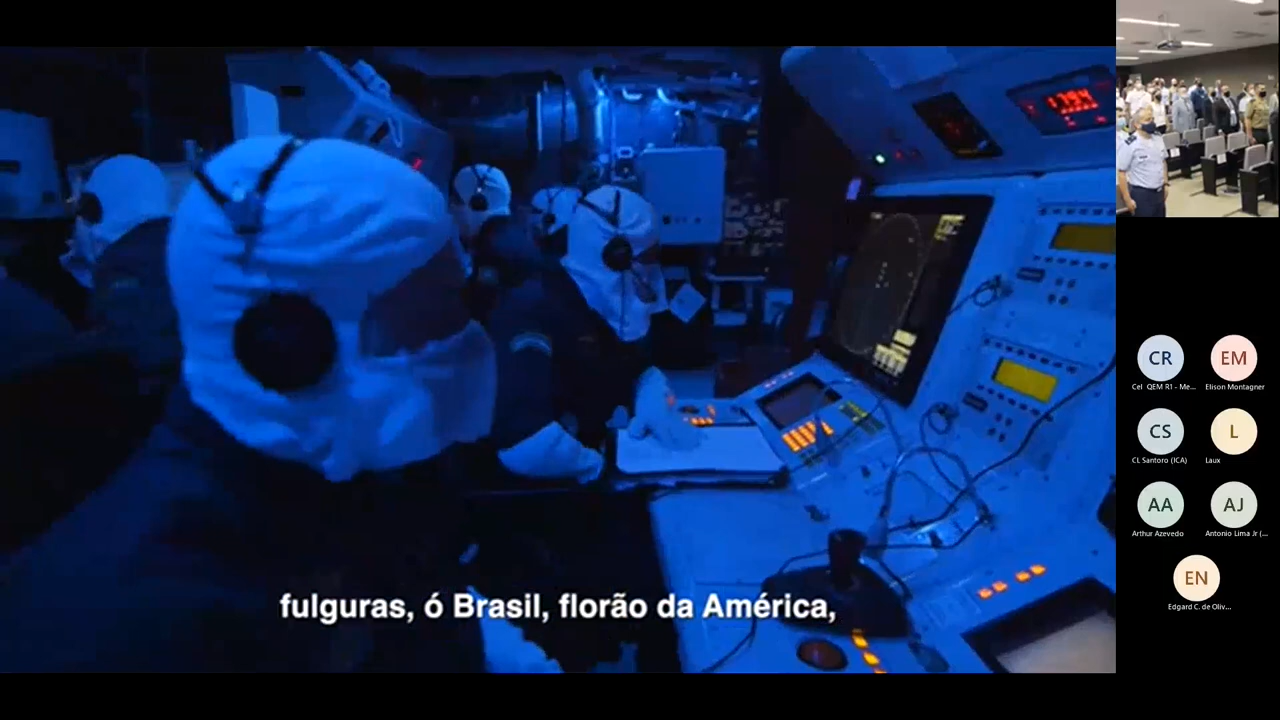 fulguras, ó Brasil, florão da América,
CR
Cel QEM R1 - Me...
EM
Elison Montagner
CS
CL Santoro (ICA)
L
Laux
AA
Arthur Azevedo
AJ
Antonio Lima Jr (...
EN
Edgard C. de Oliv...